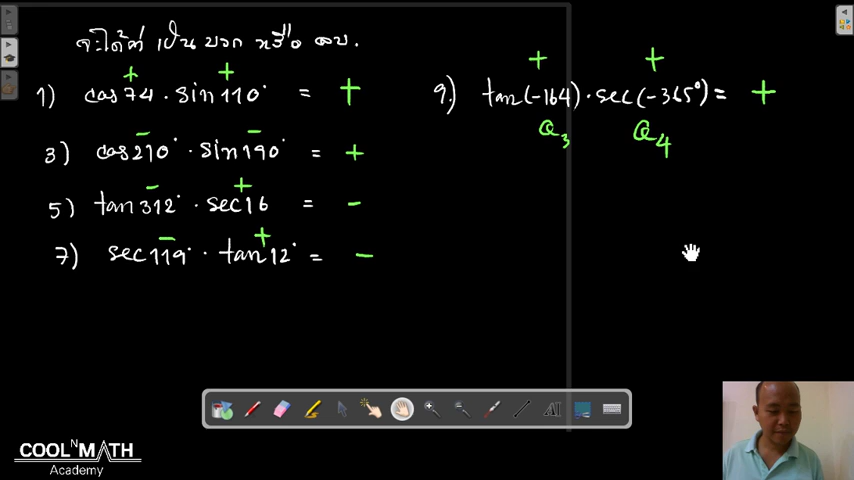 จะได้ค่า เป็นบวก หรือ ลบ.
+ +
1) cos 74 · sin 110° = +
- -
3) cos 210° · sin 190° = +
- +
5) tan 312° · sec 16 = -
- +
7) sec 119° · tan 12° = -
+ +
9.) tan(-164) · sec(-365°) = +
Q3 Q4
COOL N MATH
Academy